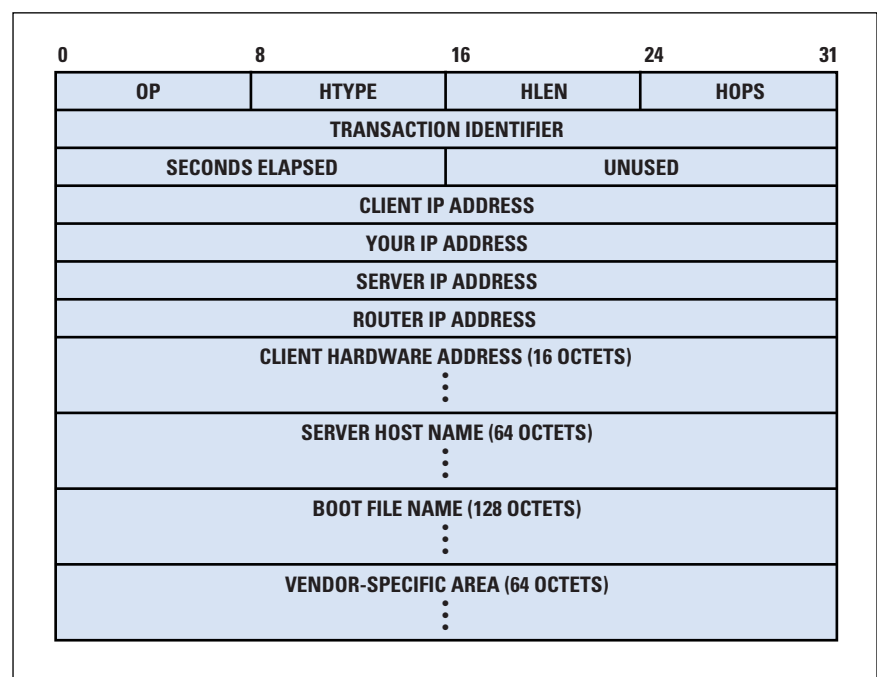 0 8 16 24 31
OP HTYPE HLEN HOPS
TRANSACTION IDENTIFIER
SECONDS ELAPSED UNUSED
CLIENT IP ADDRESS
YOUR IP ADDRESS
SERVER IP ADDRESS
ROUTER IP ADDRESS
CLIENT HARDWARE ADDRESS (16 OCTETS)
SERVER HOST NAME (64 OCTETS)
BOOT FILE NAME (128 OCTETS)
VENDOR-SPECIFIC AREA (64 OCTETS)